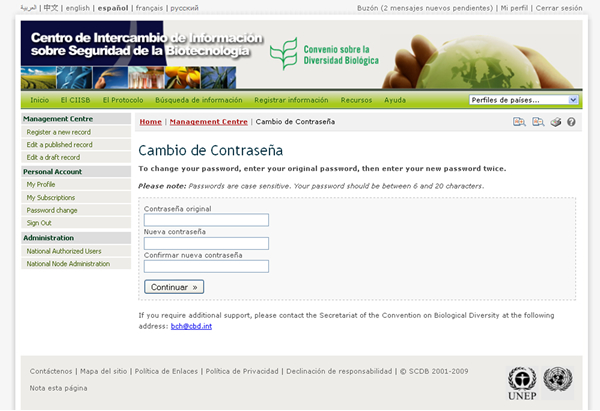 العربية | 中文 | english | español | français | русский
Buzón (2 mensajes nuevos pendientes) | Mi perfil | Cerrar sesión
Centro de Intercambio de Información
sobre Seguridad de la Biotecnología
Convenio sobre la
Diversidad Biológica
Inicio El CIISB El Protocolo Búsqueda de información Registrar información Recursos Ayuda
Perfiles de países...
Management Centre
Register a new record
Edit a published record
Edit a draft record
Personal Account
My Profile
My Subscriptions
Password change
Sign Out
Administration
National Authorized Users
National Node Administration
Home | Management Centre | Cambio de Contraseña
Cambio de Contraseña
To change your password, enter your original password, then enter your new password twice.
Please note: Passwords are case sensitive. Your password should be between 6 and 20 characters.
Contraseña original
Nueva contraseña
Confirmar nueva contraseña
Continuar »
If you require additional support, please contact the Secretariat of the Convention on Biological Diversity at the following
address: bch@cbd.int
Contáctenos | Mapa del sitio | Política de Enlaces | Política de Privacidad | Declinación de responsabilidad | © SCDB 2001-2009
Nota esta página
UNEP